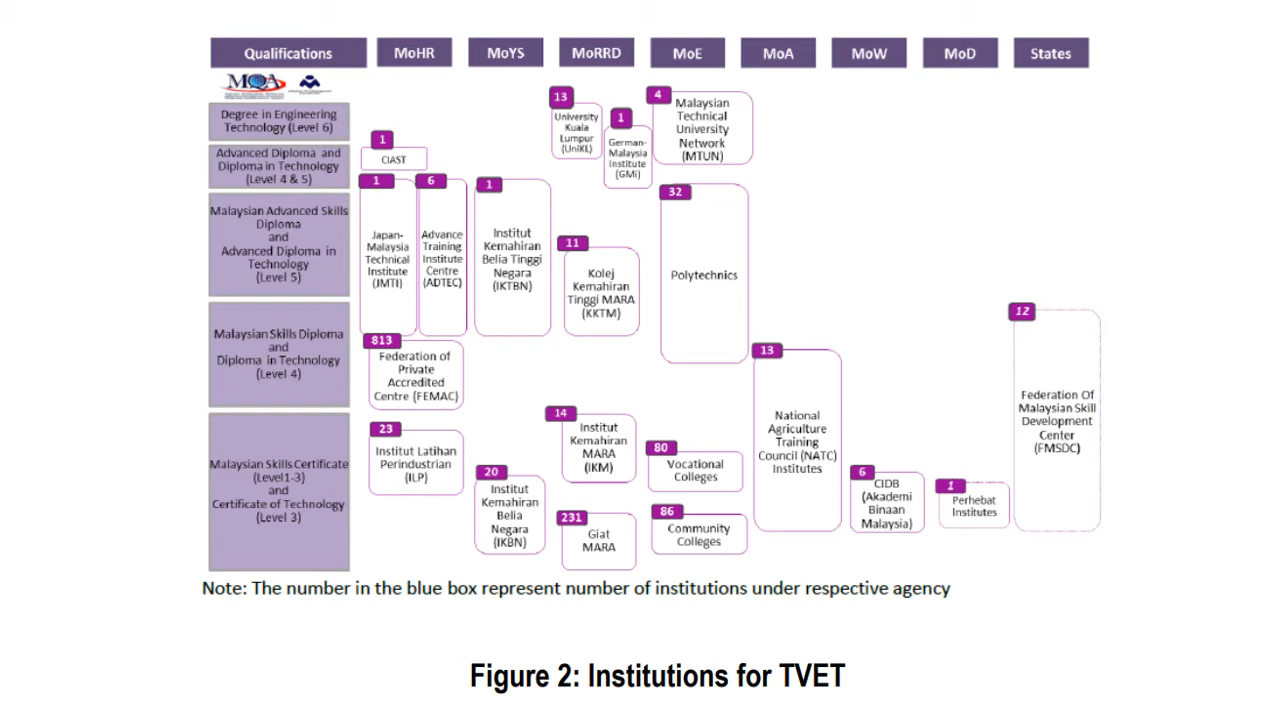 Qualifications
MoHR
MoYS
MoRRD
MoE
MoA
MoW
MoD
States
MQA
Degree in Engineering
Technology (Level 6)
Advanced Diploma and
Diploma in Technology
(Level 4 & 5)
Malaysian Advanced Skills
Diploma
and
Advanced Diploma in
Technology
(Level 5)
Malaysian Skills Diploma
and
Diploma in Technology
(Level 4)
Malaysian Skills Certificate
(Level1-3)
and
Certificate of Technology
(Level 3)
1
CIAST
1
Japan-
Malaysia
Technical
Institute
(JMTI)
6
Advance
Training
Institute
Centre
(ADTEC)
813
Federation of
Private
Accredited
Centre (FEMAC)
23
Institut Latihan
Perindustrian
(ILP)
1
Institut
Kemahiran
Belia Tinggi
Negara
(IKTBN)
20
Institut
Kemahiran
Belia
Negara
(IKBN)
13
University
Kuala
Lumpur
(UniKL)
1
German-
Malaysia
Institute
(GMi)
11
Kolej
Kemahiran
Tinggi MARA
(KKTM)
14
Institut
Kemahiran
MARA
(IKM)
231
Giat
MARA
4
Malaysian
Technical
University
Network
(MTUN)
32
Polytechnics
80
Vocational
Colleges
86
Community
Colleges
13
National
Agriculture
Training
Council (NATC)
Institutes
6
CIDB
(Akademi
Binaan
Malaysia)
1
Perhebat
Institutes
12
Federation Of
Malaysian Skill
Development
Center
(FMSDC)
Note: The number in the blue box represent number of institutions under respective agency
Figure 2: Institutions for TVET